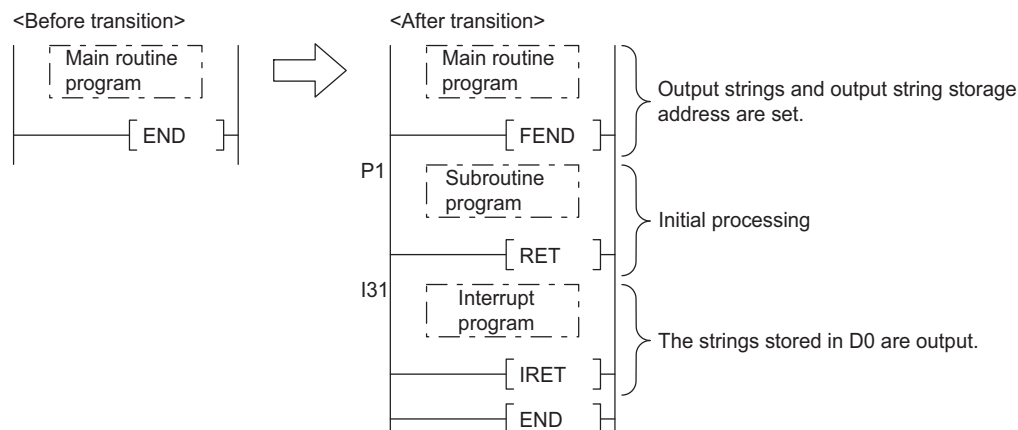 <Before transition>
Main routine
program
END
<After transition>
Main routine
program
FEND
Output strings and output string storage
address are set.
P1
Subroutine
program
RET
Initial processing
I31
Interrupt
program
IRET
The strings stored in D0 are output.
END